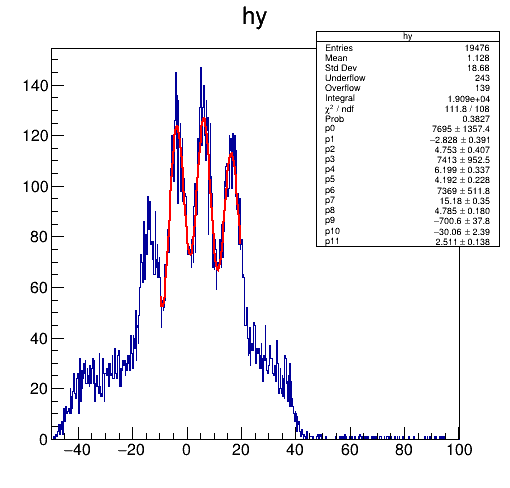 hy
hy
Entries 19476
Mean 1.128
Std Dev 18.68
Underflow 243
Overflow 139
Integral 1.909e+04
χ² / ndf 111.8 / 108
Prob 0.3827
p0 7695 ± 1357.4
p1 −2.828 ± 0.391
p2 4.753 ± 0.407
p3 7413 ± 952.5
p4 6.199 ± 0.337
p5 4.192 ± 0.228
p6 7369 ± 511.8
p7 15.18 ± 0.35
p8 4.785 ± 0.180
p9 −700.6 ± 37.8
p10 −30.06 ± 2.39
p11 2.511 ± 0.138
140
120
100
80
60
40
20
0
−40 −20 0 20 40 60 80 100